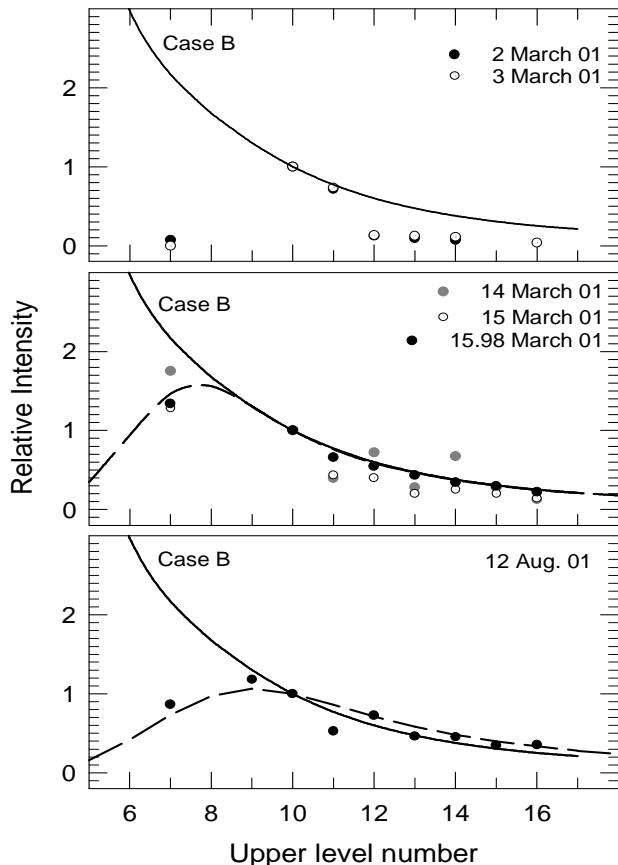 Case B
2 March 01
3 March 01
2
1
0
Case B
14 March 01
15 March 01
15.98 March 01
2
1
0
Case B
12 Aug. 01
2
1
0
6 8 10 12 14 16
Relative Intensity
Upper level number